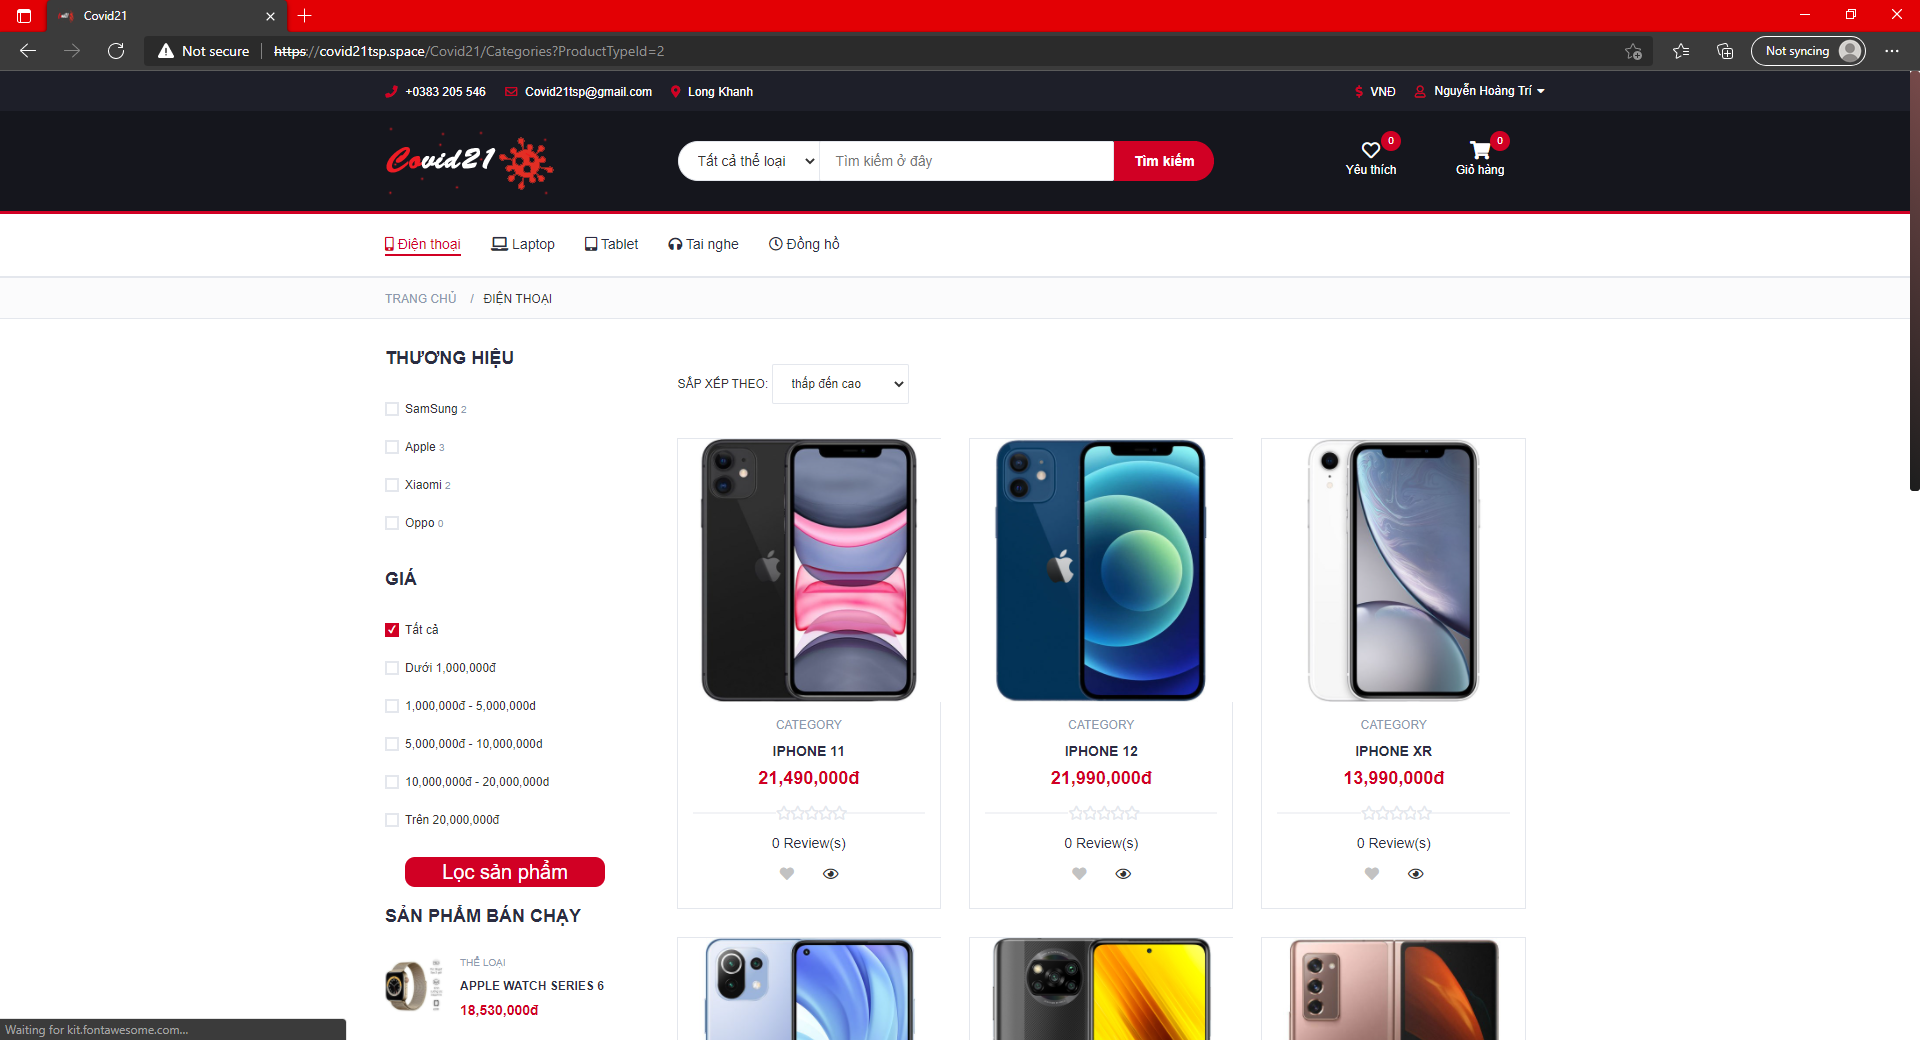 Covid21
Not secure
https://covid21tsp.space/Covid21/Categories?ProductTypeId=2
Not syncing
+0383 205 546
Covid21tsp@gmail.com
Long Khanh
VNĐ
Nguyễn Hoàng Trí
Covid21
Tất cả thể loại
Tìm kiếm ở đây
Tìm kiếm
0
Yêu thích
0
Giỏ hàng
Điện thoại
Laptop
Tablet
Tai nghe
Đồng hồ
TRANG CHỦ / ĐIỆN THOẠI
THƯƠNG HIỆU
SamSung 2
Apple 3
Xiaomi 2
Oppo 0
GIÁ
Tất cả
Dưới 1,000,000đ
1,000,000đ - 5,000,000d
5,000,000đ - 10,000,000d
10,000,000đ - 20,000,000d
Trên 20,000,000đ
Lọc sản phẩm
SẢN PHẨM BÁN CHẠY
THỂ LOẠI
APPLE WATCH SERIES 6
18,530,000đ
SẮP XẾP THEO:
thấp đến cao
CATEGORY
IPHONE 11
21,490,000đ
0 Review(s)
CATEGORY
IPHONE 12
21,990,000đ
0 Review(s)
CATEGORY
IPHONE XR
13,990,000đ
0 Review(s)
Waiting for kit.fontawesome.com...